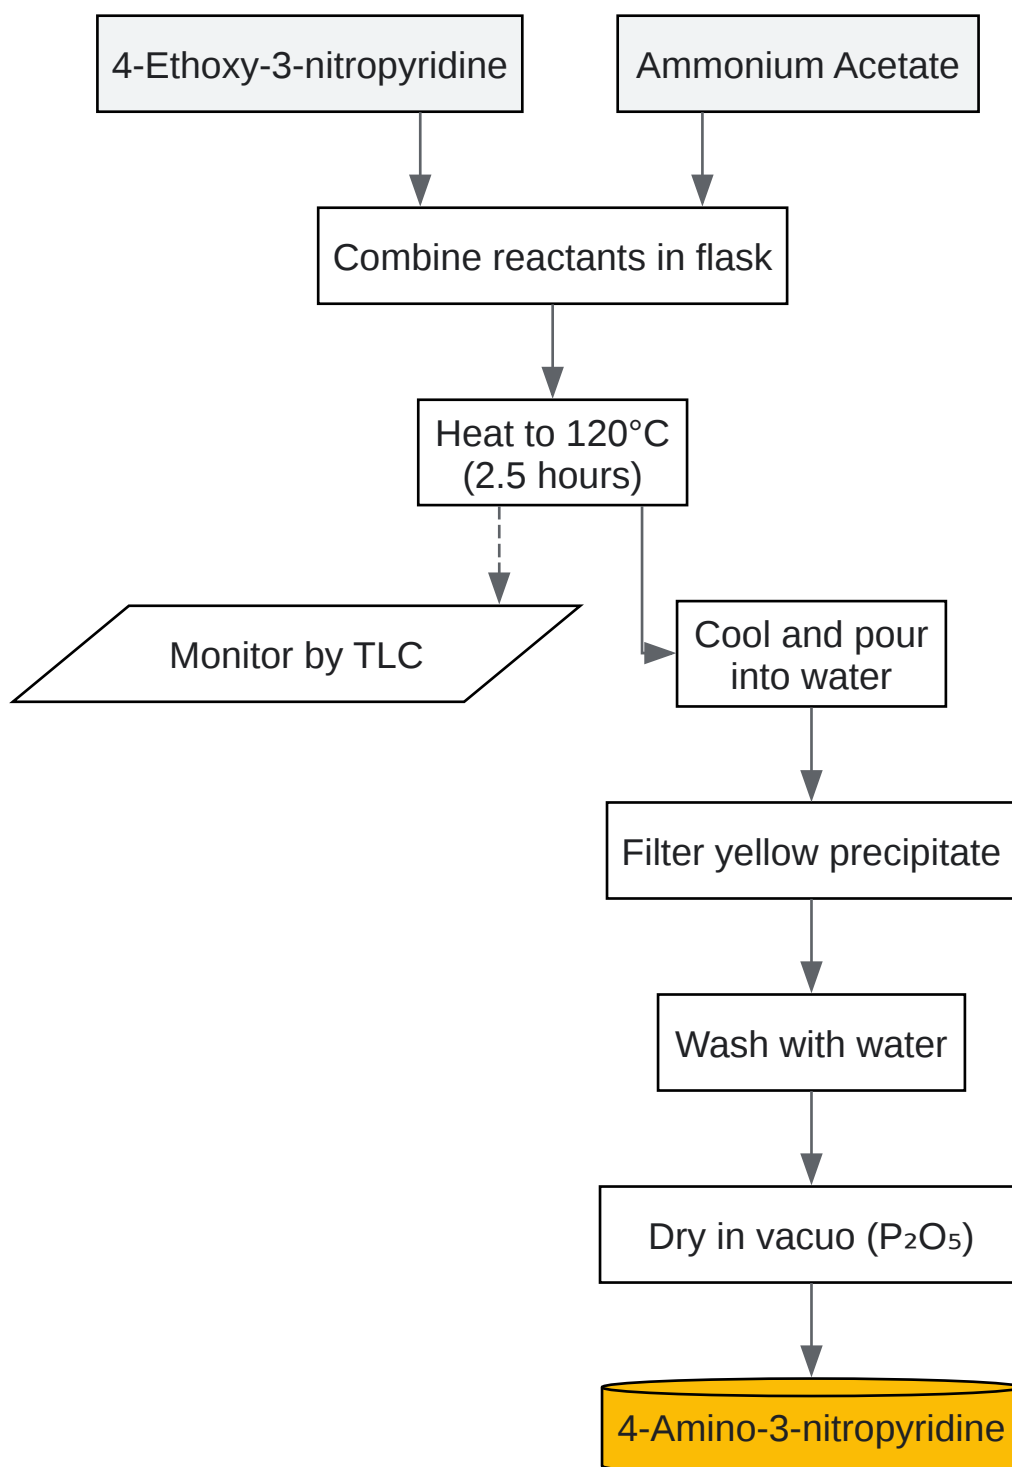 4-Ethoxy-3-nitropyridine
Ammonium Acetate
Combine reactants in flask
Heat to 120°C
(2.5 hours)
Monitor by TLC
Cool and pour
into water
Filter yellow precipitate
Wash with water
Dry in vacuo (P₂O₅)
4-Amino-3-nitropyridine